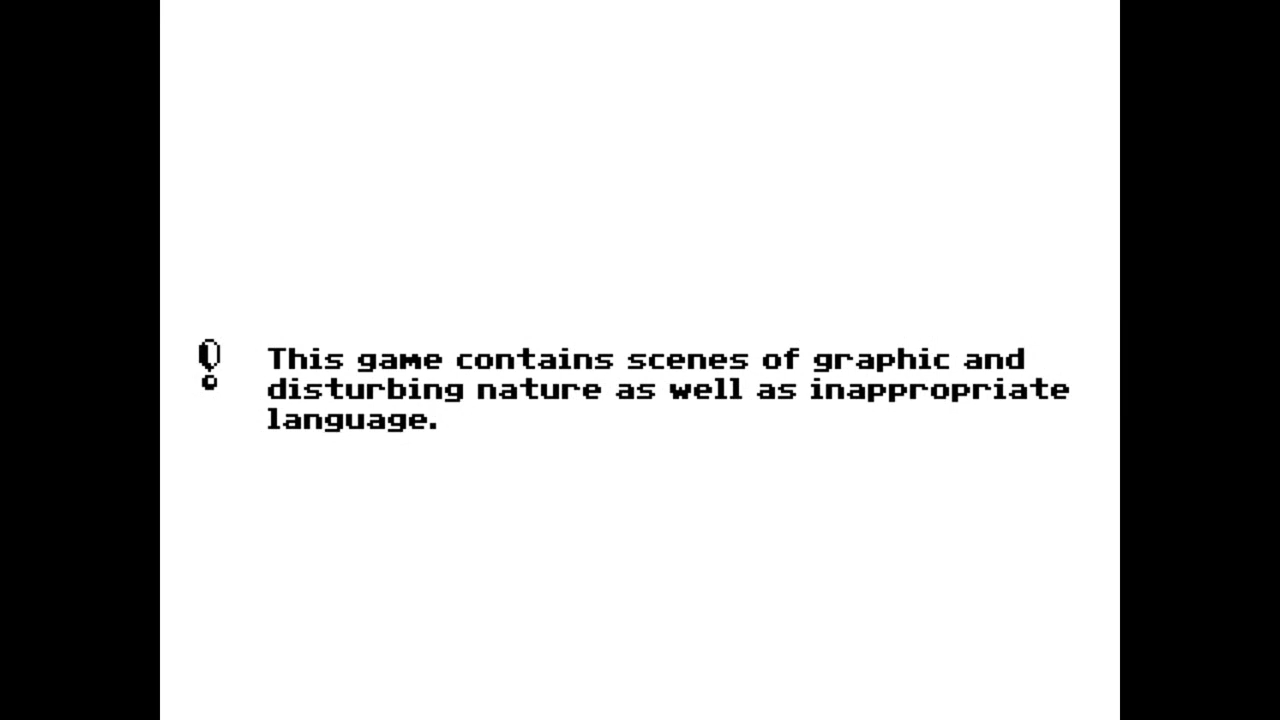 ! This game contains scenes of graphic and
disturbing nature as well as inappropriate
language.